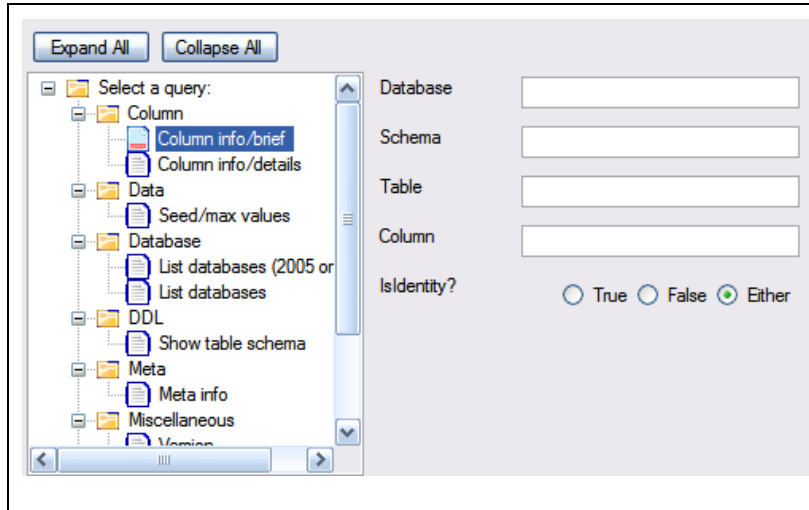 Expand All
Collapse All
Select a query:
Column
Column info/brief
Column info/details
Data
Seed/max values
Database
List databases (2005 or
List databases
DDL
Show table schema
Meta
Meta info
Miscellaneous
Version
Database
Schema
Table
Column
IsIdentity?
True
False
Either